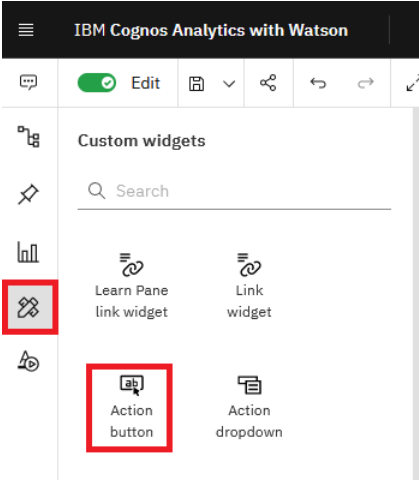 IBM Cognos Analytics with Watson
Edit
Custom widgets
Search
Learn Pane
link widget
Link
widget
ab
Action
button
Action
dropdown